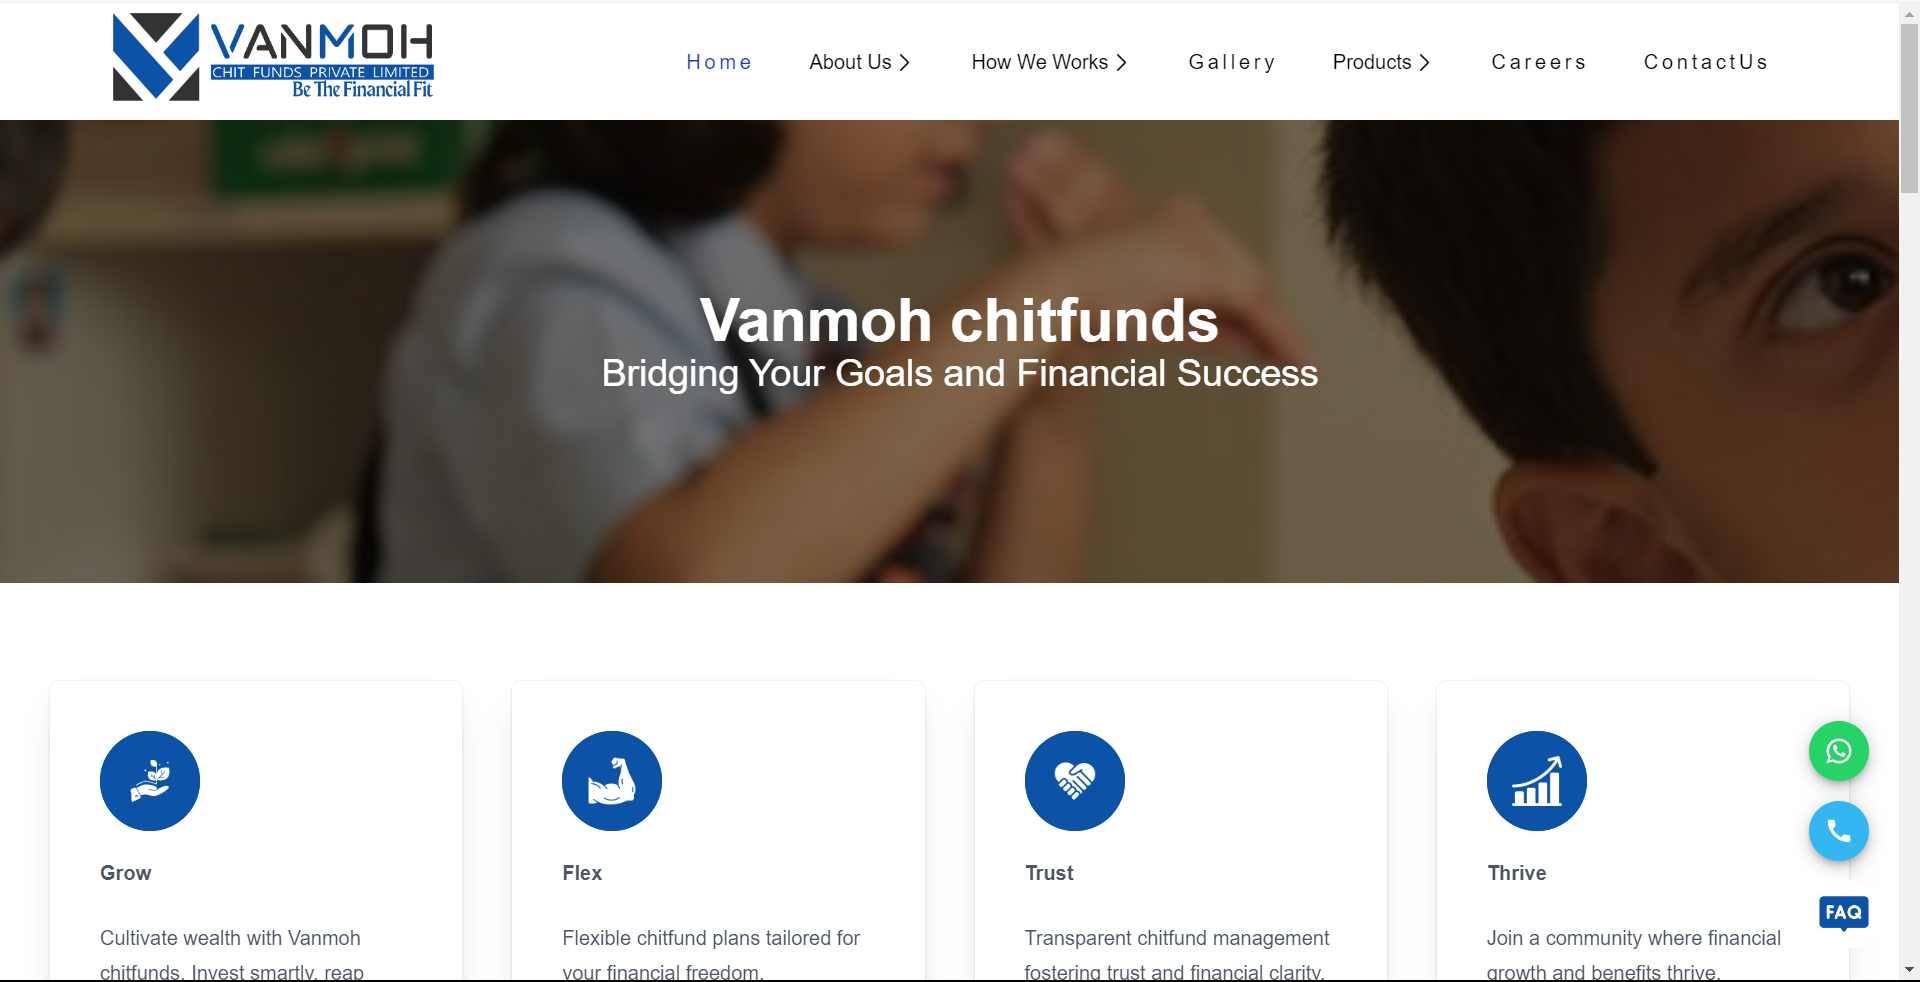 VANMOH
CHIT FUNDS PRIVATE LIMITED
Be The Financial Fit
Home
About Us
How We Works
Gallery
Products
Careers
ContactUs
Vanmoh chitfunds
Bridging Your Goals and Financial Success
Grow
Cultivate wealth with Vanmoh
chitfunds. Invest smartly, reap
Flex
Flexible chitfund plans tailored for
your financial freedom.
Trust
Transparent chitfund management
fostering trust and financial clarity.
Thrive
Join a community where financial
growth and benefits thrive.
FAQ